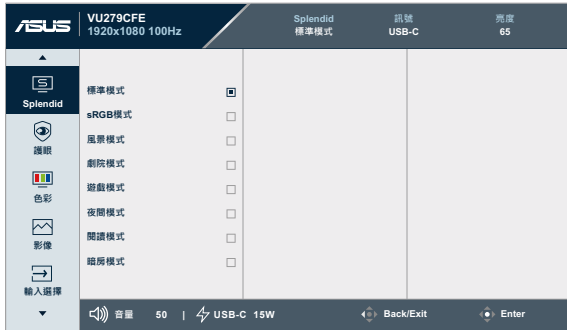 ASUS
VU279CFE
1920x1080 100Hz
Splendid
標準模式
訊號
USB-C
亮度
65
Splendid
護眼
色彩
影像
輸入選擇
標準模式
sRGB模式
風景模式
劇院模式
遊戲模式
夜間模式
閱讀模式
暗房模式
音量 50 | USB-C 15W
Back/Exit
Enter